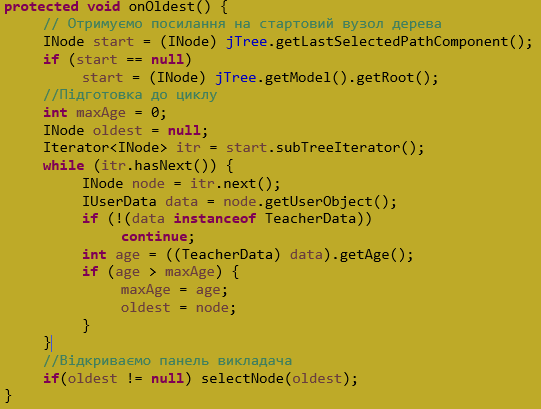 protected void onOldest() {
// Отримуємо посилання на стартовий вузол дерева
INode start = (INode) jTree.getLastSelectedPathComponent();
if (start == null)
start = (INode) jTree.getModel().getRoot();
//Підготовка до циклу
int maxAge = 0;
INode oldest = null;
Iterator<INode> itr = start.subTreeIterator();
while (itr.hasNext()) {
INode node = itr.next();
IUserData data = node.getUserObject();
if (!(data instanceof TeacherData))
continue;
int age = ((TeacherData) data).getAge();
if (age > maxAge) {
maxAge = age;
oldest = node;
}
}
//Відкриваємо панель викладача
if(oldest != null) selectNode(oldest);
}